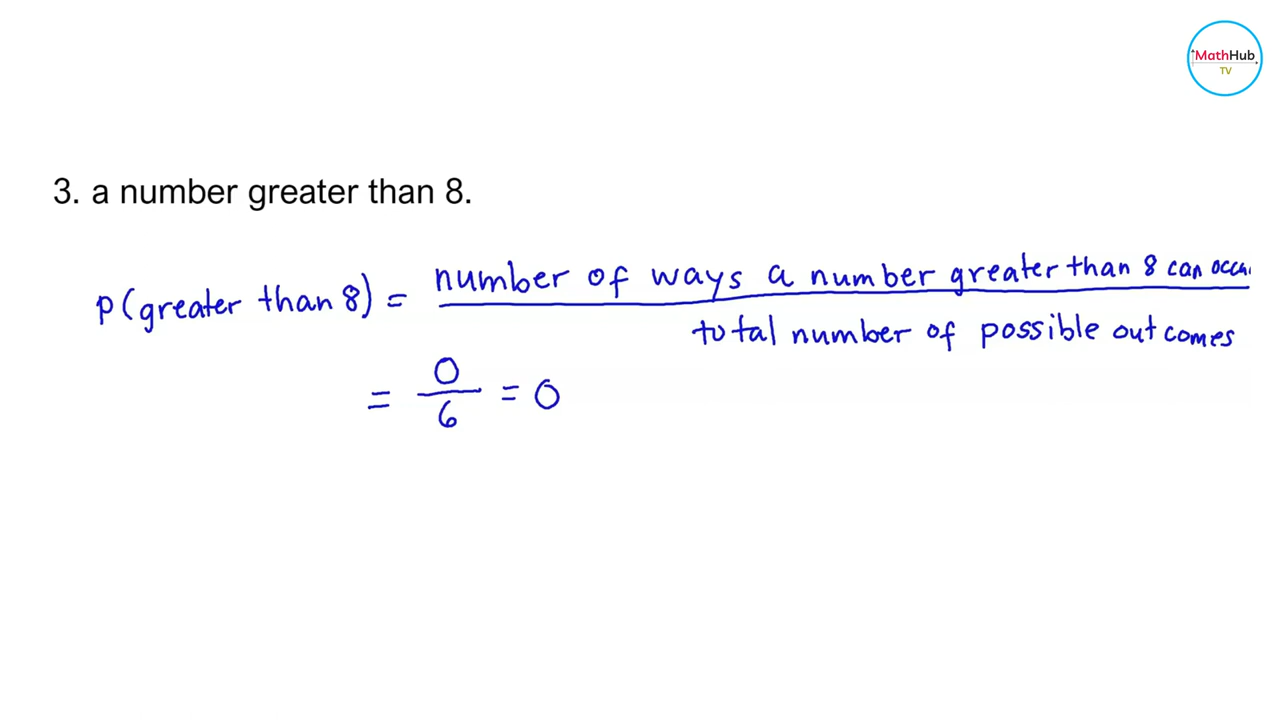 MathHub
TV
3. a number greater than 8.
P(greater than 8) = number of ways a number greater than 8 can
total number of possible outcomes
= 0/6 = 0